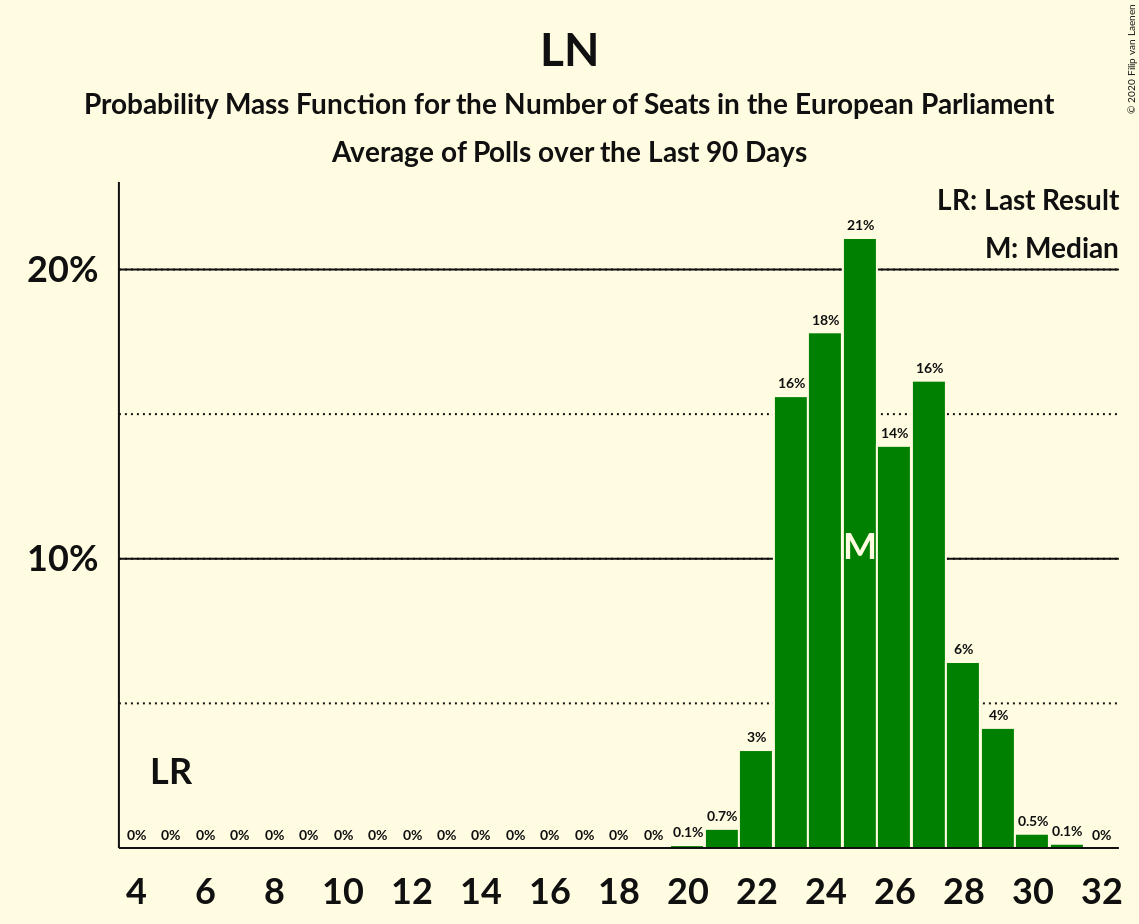 LN
Probability Mass Function for the Number of Seats in the European Parliament
Average of Polls over the Last 90 Days
© 2020 Filip van Laenen
LR: Last Result
M: Median
20%
10%
21%
18%
16%
16%
14%
M
6%
4%
3%
LR
0% 0% 0% 0% 0% 0% 0% 0% 0% 0% 0% 0% 0% 0% 0% 0% 0.1% 0.7% 0.5% 0.1% 0%
4 6 8 10 12 14 16 18 20 22 24 26 28 30 32